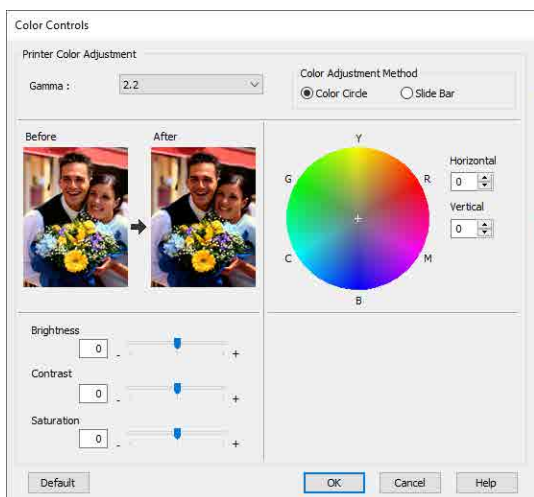 Color Controls
Printer Color Adjustment
Gamma :
2.2
Color Adjustment Method
Color Circle
Slide Bar
Before
After
Y
G
R
C
M
B
Horizontal
0
Vertical
0
Brightness
0
-
+
Contrast
0
-
+
Saturation
0
-
+
Default
OK
Cancel
Help